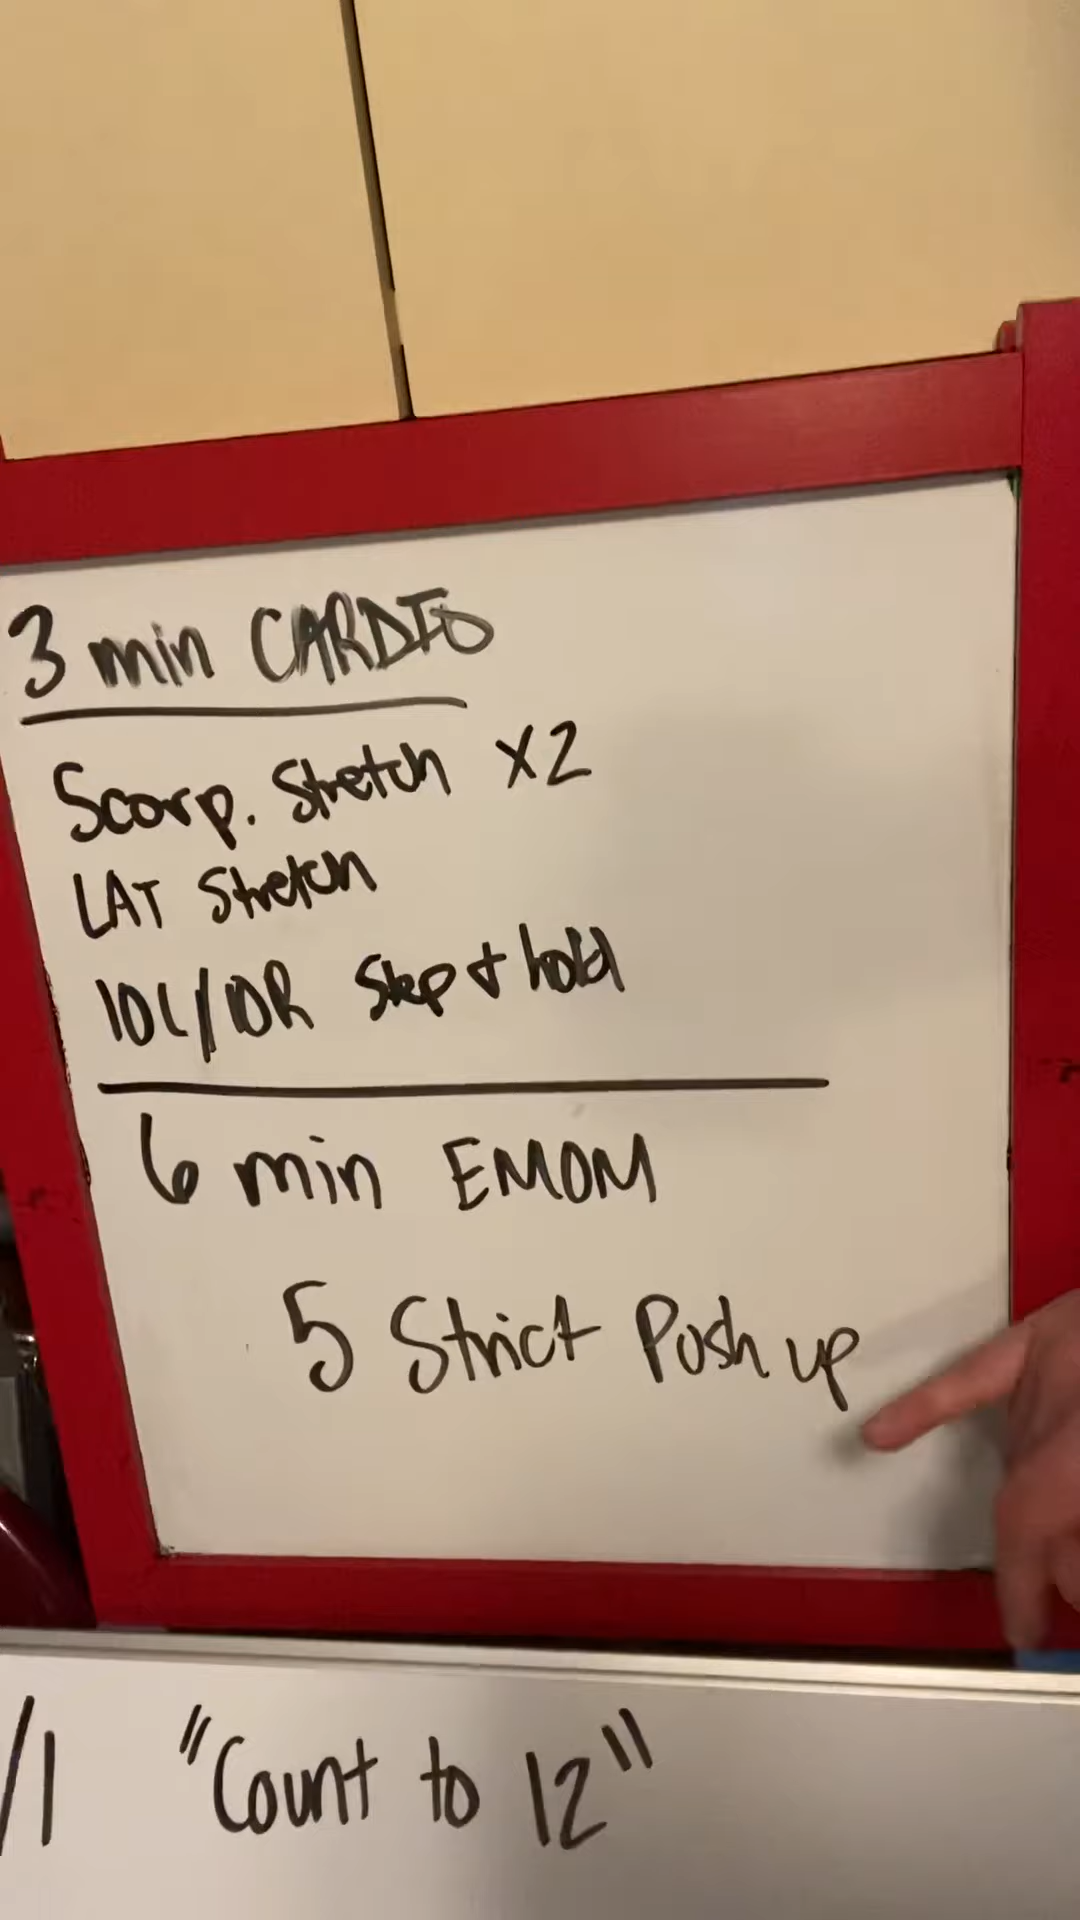 3 min CARDIO
Scorp. Stretch X2
LAT Stretch
10L/10R Step + hold
6 min EMOM
5 Strict Push up
/1 "Count to 12"